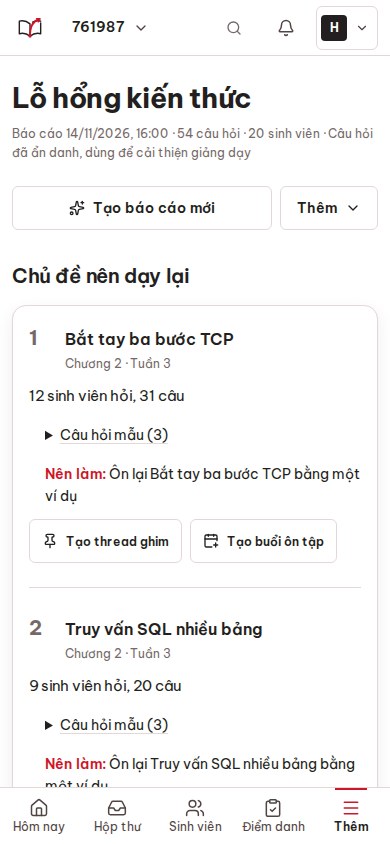 761987
H
Lỗ hổng kiến thức
Báo cáo 14/11/2026, 16:00 · 54 câu hỏi · 20 sinh viên · Câu hỏi
đã ẩn danh, dùng để cải thiện giảng dạy
Tạo báo cáo mới
Thêm
Chủ đề nên dạy lại
1
Bắt tay ba bước TCP
Chương 2 · Tuần 3
12 sinh viên hỏi, 31 câu
Câu hỏi mẫu (3)
Nên làm: Ôn lại Bắt tay ba bước TCP bằng một
ví dụ
Tạo thread ghim
Tạo buổi ôn tập
2
Truy vấn SQL nhiều bảng
Chương 2 · Tuần 3
9 sinh viên hỏi, 20 câu
Câu hỏi mẫu (3)
Nên làm: Ôn lại Truy vấn SQL nhiều bảng bằng
một ví dụ
Hôm nay
Hộp thư
Sinh viên
Điểm danh
Thêm